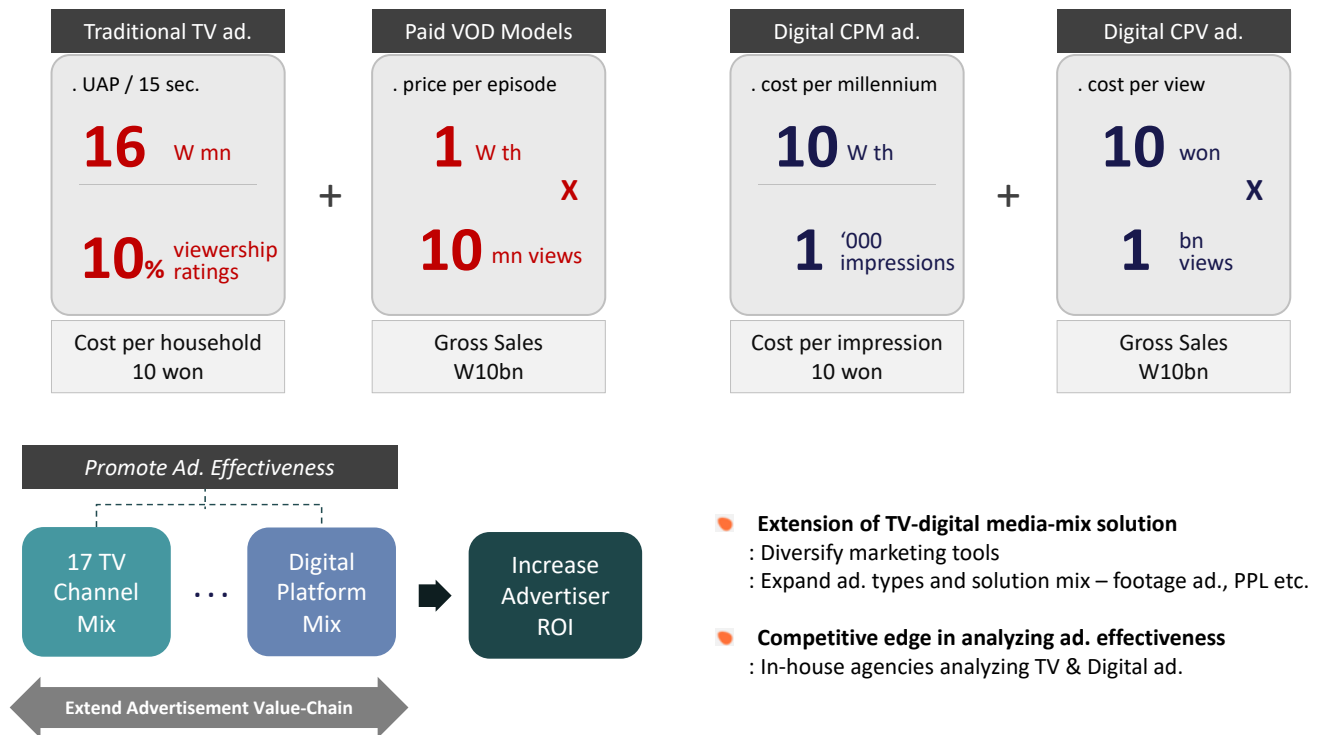 Traditional TV ad.
. UAP / 15 sec.
16 W mn
10% viewership
ratings
Cost per household
10 won
+
Paid VOD Models
. price per episode
1 W th
X
10 mn views
Gross Sales
W10bn
Digital CPM ad.
. cost per millennium
10 W th
1 ‘000
impressions
Cost per impression
10 won
+
Digital CPV ad.
. cost per view
10 won
X
1 bn
views
Gross Sales
W10bn
Promote Ad. Effectiveness
17 TV
Channel
Mix
...
Digital
Platform
Mix
Increase
Advertiser
ROI
Extend Advertisement Value-Chain
Extension of TV-digital media-mix solution
: Diversify marketing tools
: Expand ad. types and solution mix – footage ad., PPL etc.
Competitive edge in analyzing ad. effectiveness
: In-house agencies analyzing TV & Digital ad.